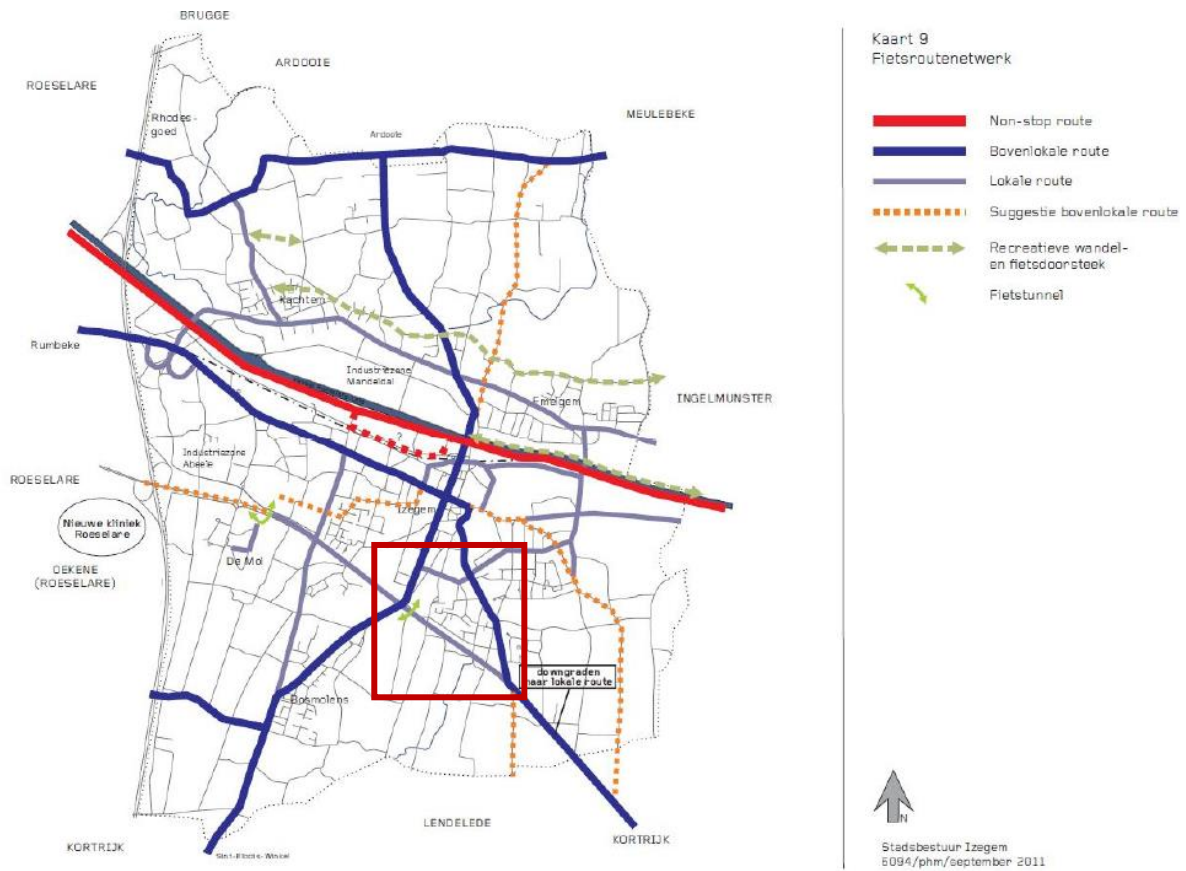 BRUGGE
ARDOOIE
ROESELARE
MEULEBEKE
Rhodes-
goed
Ardooie
Kachtem
Rumbeke
Industriezone
Mandeldal
Emelgem
INGELMUNSTER
Industriezone
Abeele
ROESELARE
Nieuwe kliniek
Roeselare
Izegem
De Mol
OEKENE
(ROESELARE)
?
downgraden
naar lokale route
Bosmolens
LENDELEDE
KORTRIJK
KORTRIJK
Sint-Eloois-Winkel
Kaart 9
Fietsroutenetwerk
Non-stop route
Bovenlokale route
Lokale route
Suggestie bovenlokale route
Recreatieve wandel-
en fietsdoorsteek
Fietstunnel
N
Stadsbestuur Izegem
6094/phm/september 2011